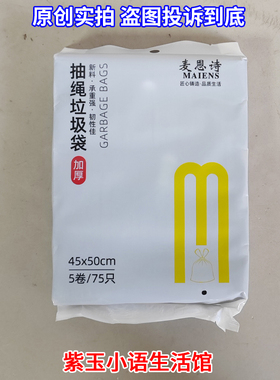 原创实拍 盗图投诉到底
麦恩诗
MAIENS
匠心铸造·品质生活
抽绳垃圾袋
GARBAGE BAGS
新料·承重强·韧性佳
加厚
45x50cm
5卷/75只
紫玉小语生活馆